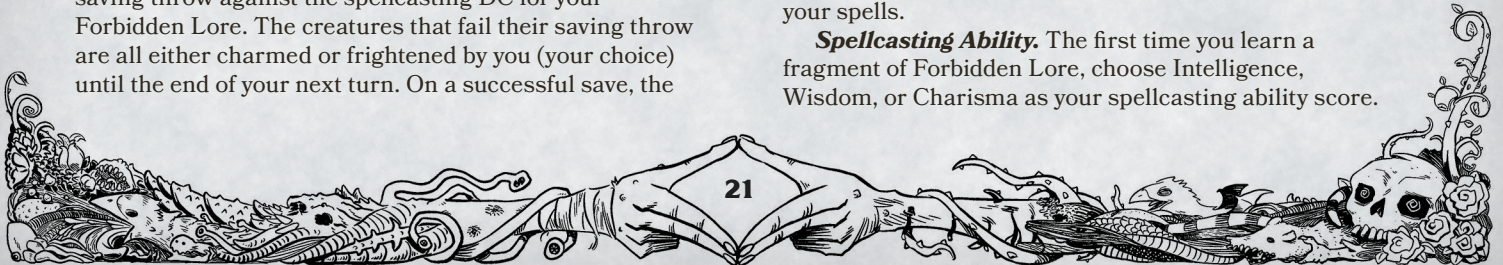 saving throw against the spellcasting DC for your
Forbidden Lore. The creatures that fail their saving throw
are all either charmed or frightened by you (your choice)
until the end of your next turn. On a successful save, the
your spells.
Spellcasting Ability. The first time you learn a
fragment of Forbidden Lore, choose Intelligence,
Wisdom, or Charisma as your spellcasting ability score.
21